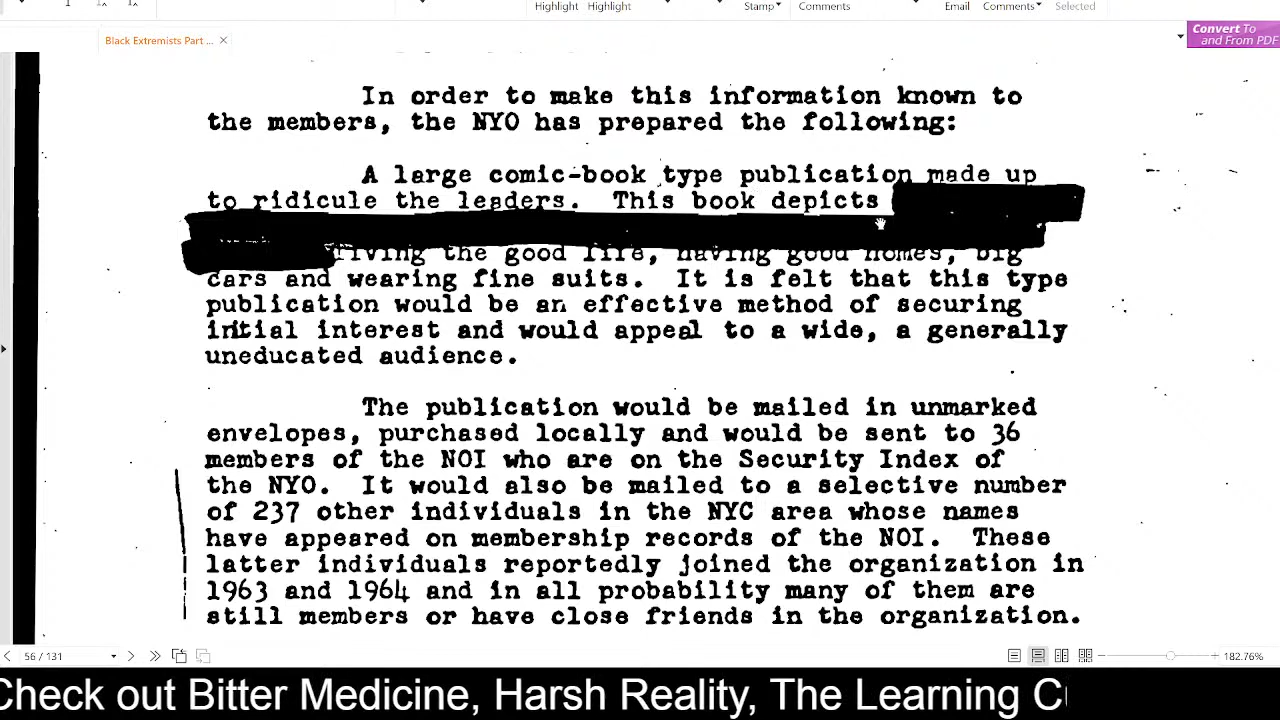 Highlight Highlight Stamp Comments Email Comments Selected
Black Extremists Part ...
Convert To
and From PDF
In order to make this information known to
the members, the NYO has prepared the following:
A large comic-book type publication made up
to ridicule the leaders. This book depicts
living the good life, having good homes, big
cars and wearing fine suits. It is felt that this type
publication would be an effective method of securing
initial interest and would appeal to a wide, a generally
uneducated audience.
The publication would be mailed in unmarked
envelopes, purchased locally and would be sent to 36
members of the NOI who are on the Security Index of
the NYO. It would also be mailed to a selective number
of 237 other individuals in the NYC area whose names
have appeared on membership records of the NOI. These
latter individuals reportedly joined the organization in
1963 and 1964 and in all probability many of them are
still members or have close friends in the organization.
56 / 131
182.76%
Check out Bitter Medicine, Harsh Reality, The Learning